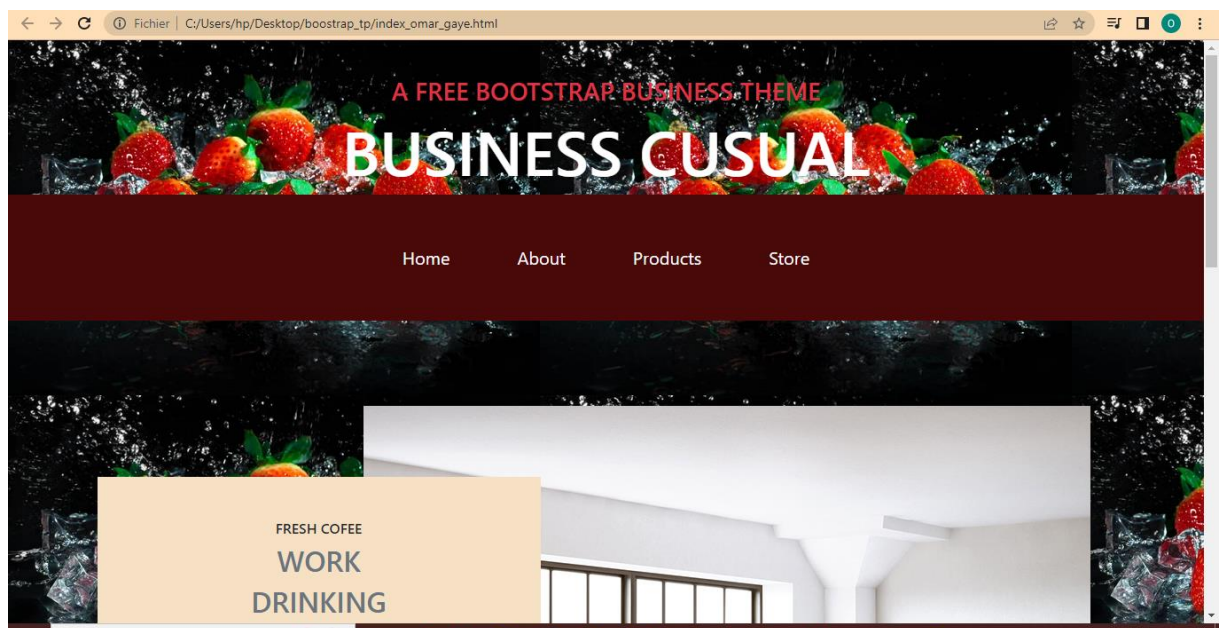 Fichier C:/Users/hp/Desktop/boostrap_tp/index_omar_gaye.html
O
A FREE BOOTSTRAP BUSINESS THEME
BUSINESS CUSUAL
Home About Products Store
FRESH COFEE
WORK
DRINKING